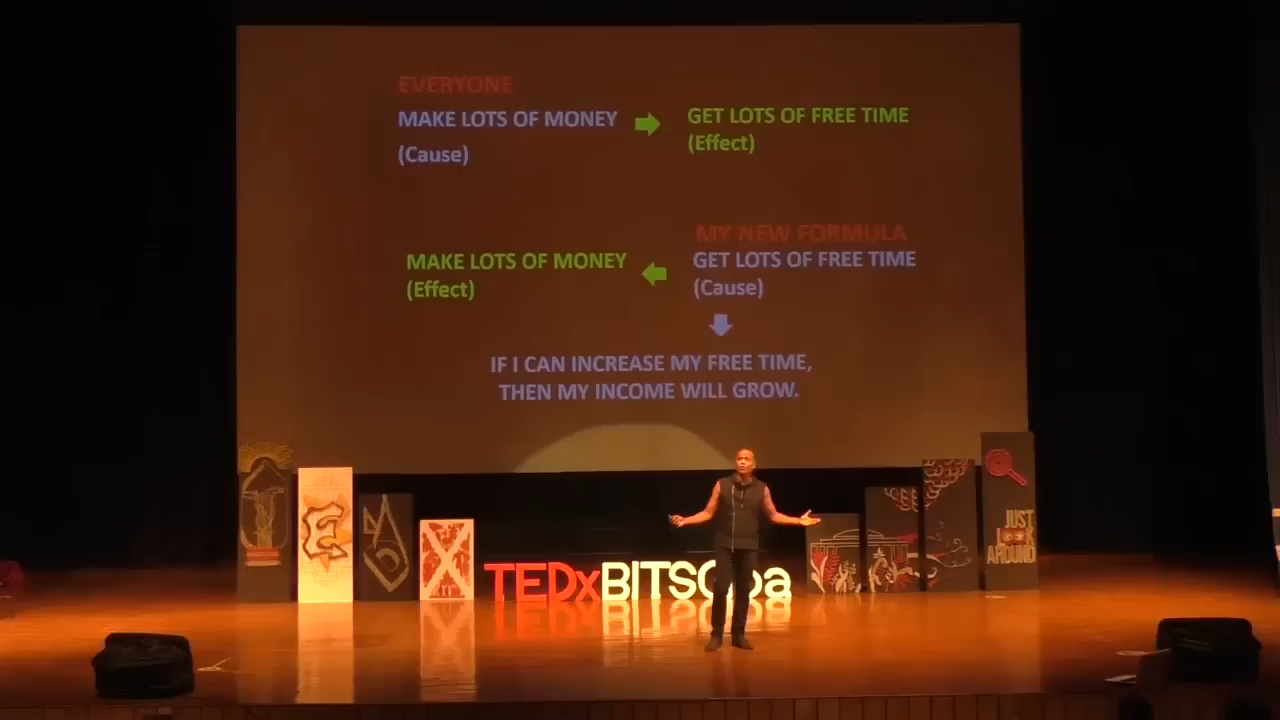 EVERYONE
MAKE LOTS OF MONEY
(Cause)
GET LOTS OF FREE TIME
(Effect)
MY NEW FORMULA
MAKE LOTS OF MONEY
(Effect)
GET LOTS OF FREE TIME
(Cause)
IF I CAN INCREASE MY FREE TIME,
THEN MY INCOME WILL GROW.
T E D X
TEDxBITSGoa
JUST
LOOK
AROUND